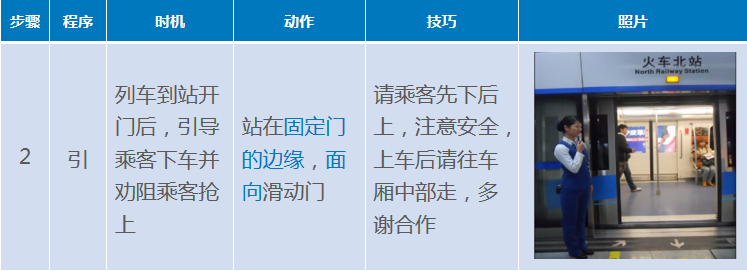 步骤
程序
时机
动作
技巧
照片
2
引
列车到站开
门后，引导
乘客下车并
劝阻乘客抢
上
站在固定门
的边缘，面
向滑动门
请乘客先下后
上，注意安全，
上车后请往车
厢中部走，多
谢合作
火车北站
North Railway Station